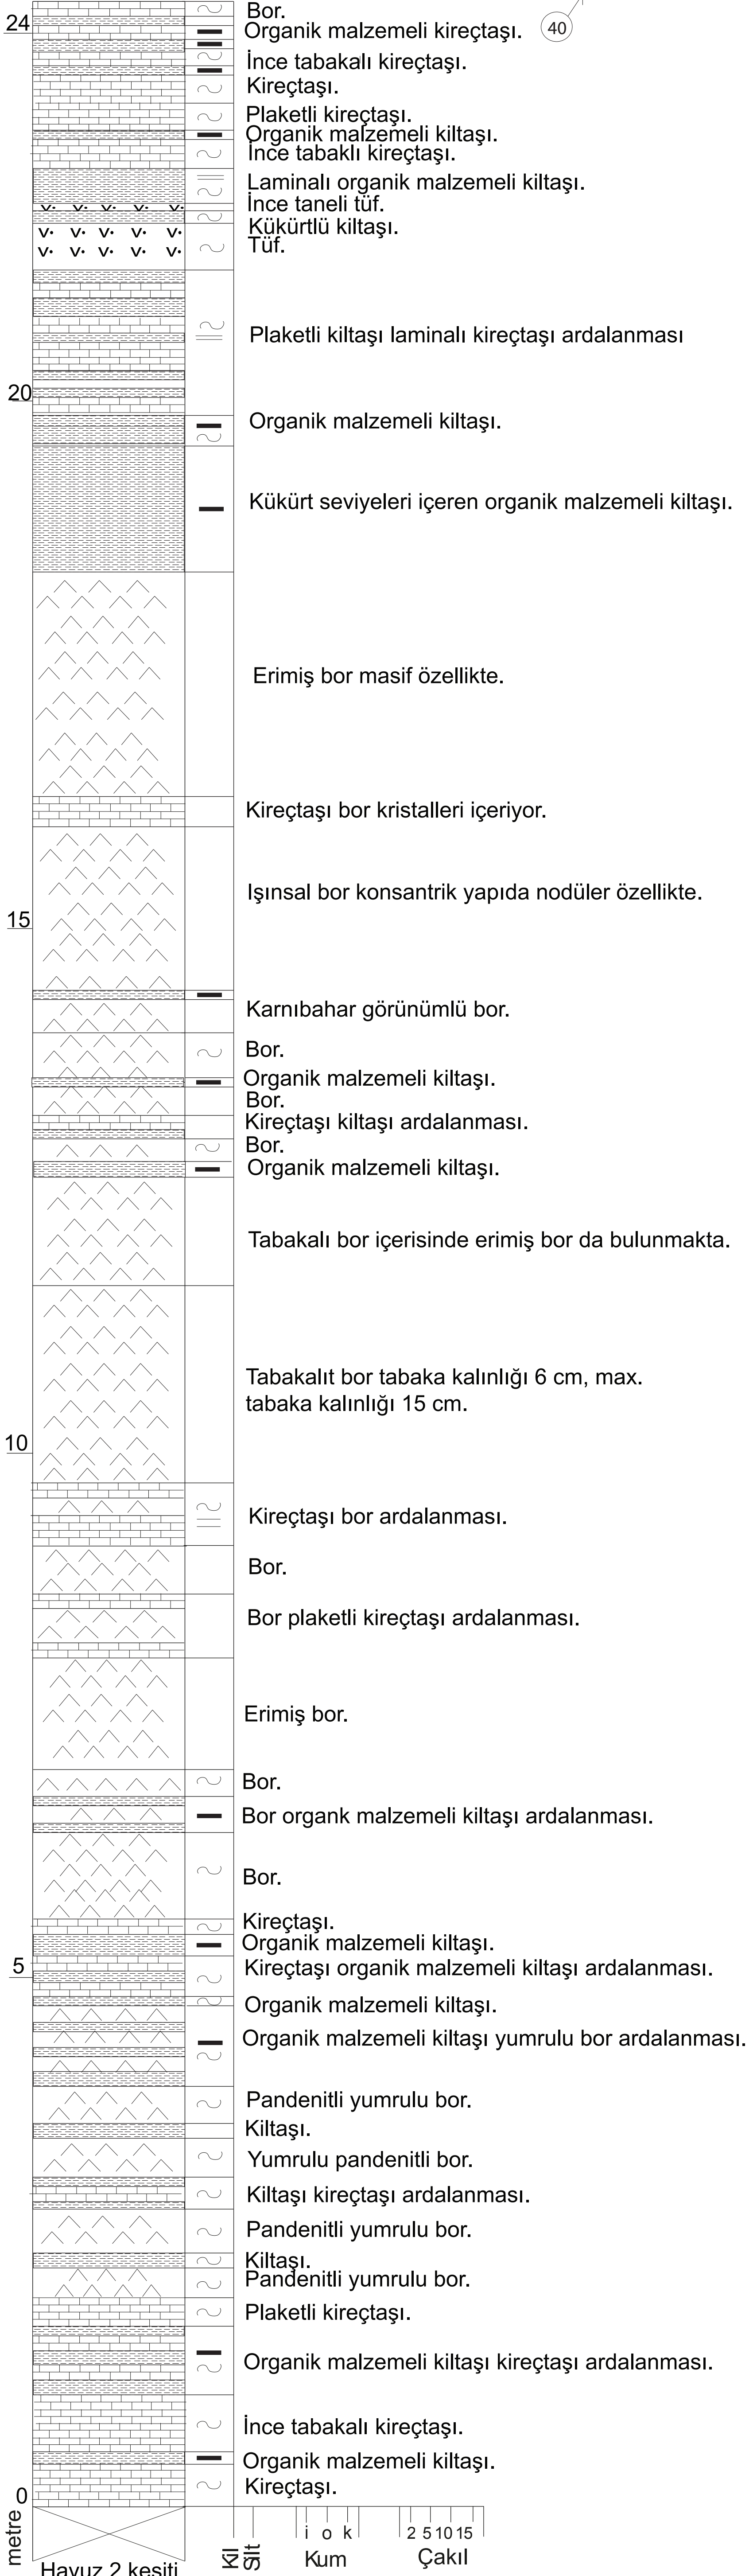 Bor.
24
Organik malzemeli kireçtaşı.
40
İnce tabakalı kireçtaşı.
Kireçtaşı.
Plaketli kireçtaşı.
Organik malzemeli kiltaşı.
İnce tabaklı kireçtaşı.
Laminalı organik malzemeli kiltaşı.
İnce taneli tüf.
Kükürtlü kiltaşı.
Tüf.
Plaketli kiltaşı laminalı kireçtaşı ardalanması
20
Organik malzemeli kiltaşı.
Kükürt seviyeleri içeren organik malzemeli kiltaşı.
Erimiş bor masif özellikte.
Kireçtaşı bor kristalleri içeriyor.
Işınsal bor konsantrik yapıda nodüler özellikte.
15
Karnıbahar görünümlü bor.
Bor.
Organik malzemeli kiltaşı.
Bor.
Kireçtaşı kiltaşı ardalanması.
Bor.
Organik malzemeli kiltaşı.
Tabakalı bor içerisinde erimiş bor da bulunmakta.
Tabakalıt bor tabaka kalınlığı 6 cm, max.
tabaka kalınlığı 15 cm.
10
Kireçtaşı bor ardalanması.
Bor.
Bor plaketli kireçtaşı ardalanması.
Erimiş bor.
Bor.
Bor organk malzemeli kiltaşı ardalanması.
Bor.
Kireçtaşı.
Organik malzemeli kiltaşı.
5
Kireçtaşı organik malzemeli kiltaşı ardalanması.
Organik malzemeli kiltaşı.
Organik malzemeli kiltaşı yumrulu bor ardalanması.
Pandenitli yumrulu bor.
Kiltaşı.
Yumrulu pandenitli bor.
Kiltaşı kireçtaşı ardalanması.
Pandenitli yumrulu bor.
Kiltaşı.
Pandenitli yumrulu bor.
Plaketli kireçtaşı.
Organik malzemeli kiltaşı kireçtaşı ardalanması.
İnce tabakalı kireçtaşı.
Organik malzemeli kiltaşı.
Kireçtaşı.
0
metre
i o k
2 5 10 15
Kil
Silt
Kum
Çakıl
Havuz 2 kesiti